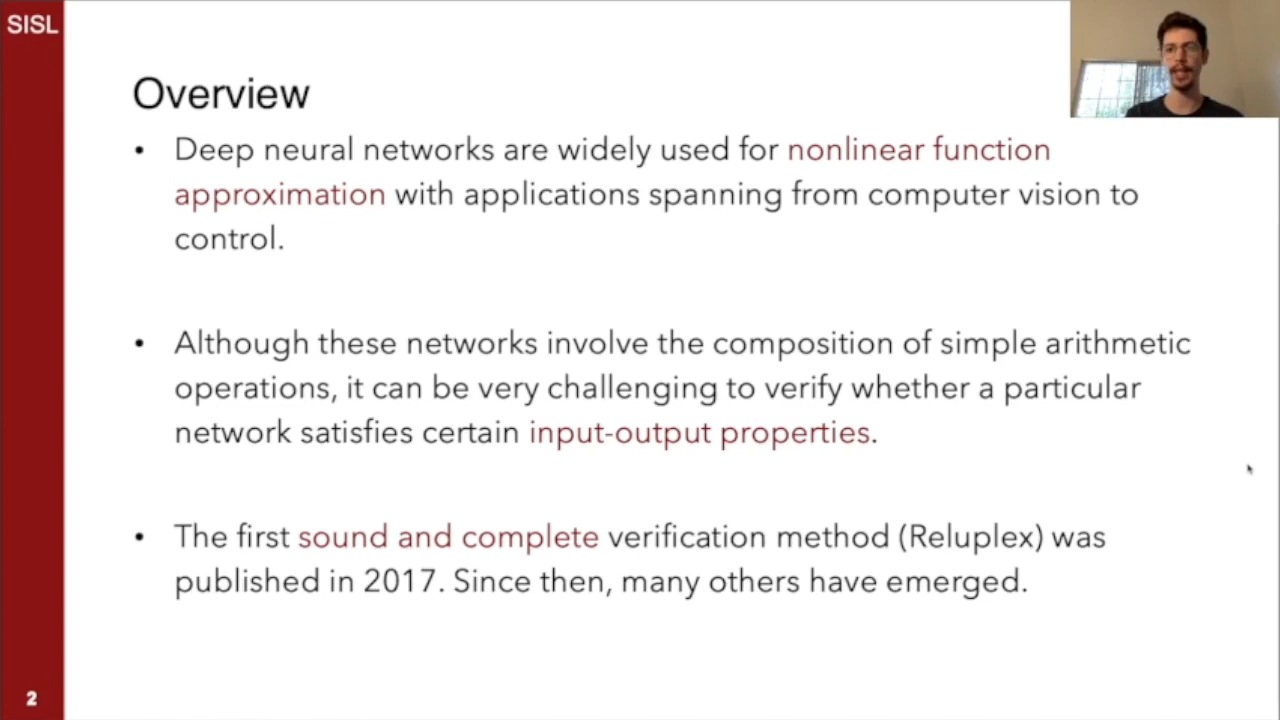 SISL
Overview
• Deep neural networks are widely used for nonlinear function
approximation with applications spanning from computer vision to
control.
• Although these networks involve the composition of simple arithmetic
operations, it can be very challenging to verify whether a particular
network satisfies certain input-output properties.
• The first sound and complete verification method (Reluplex) was
published in 2017. Since then, many others have emerged.
2